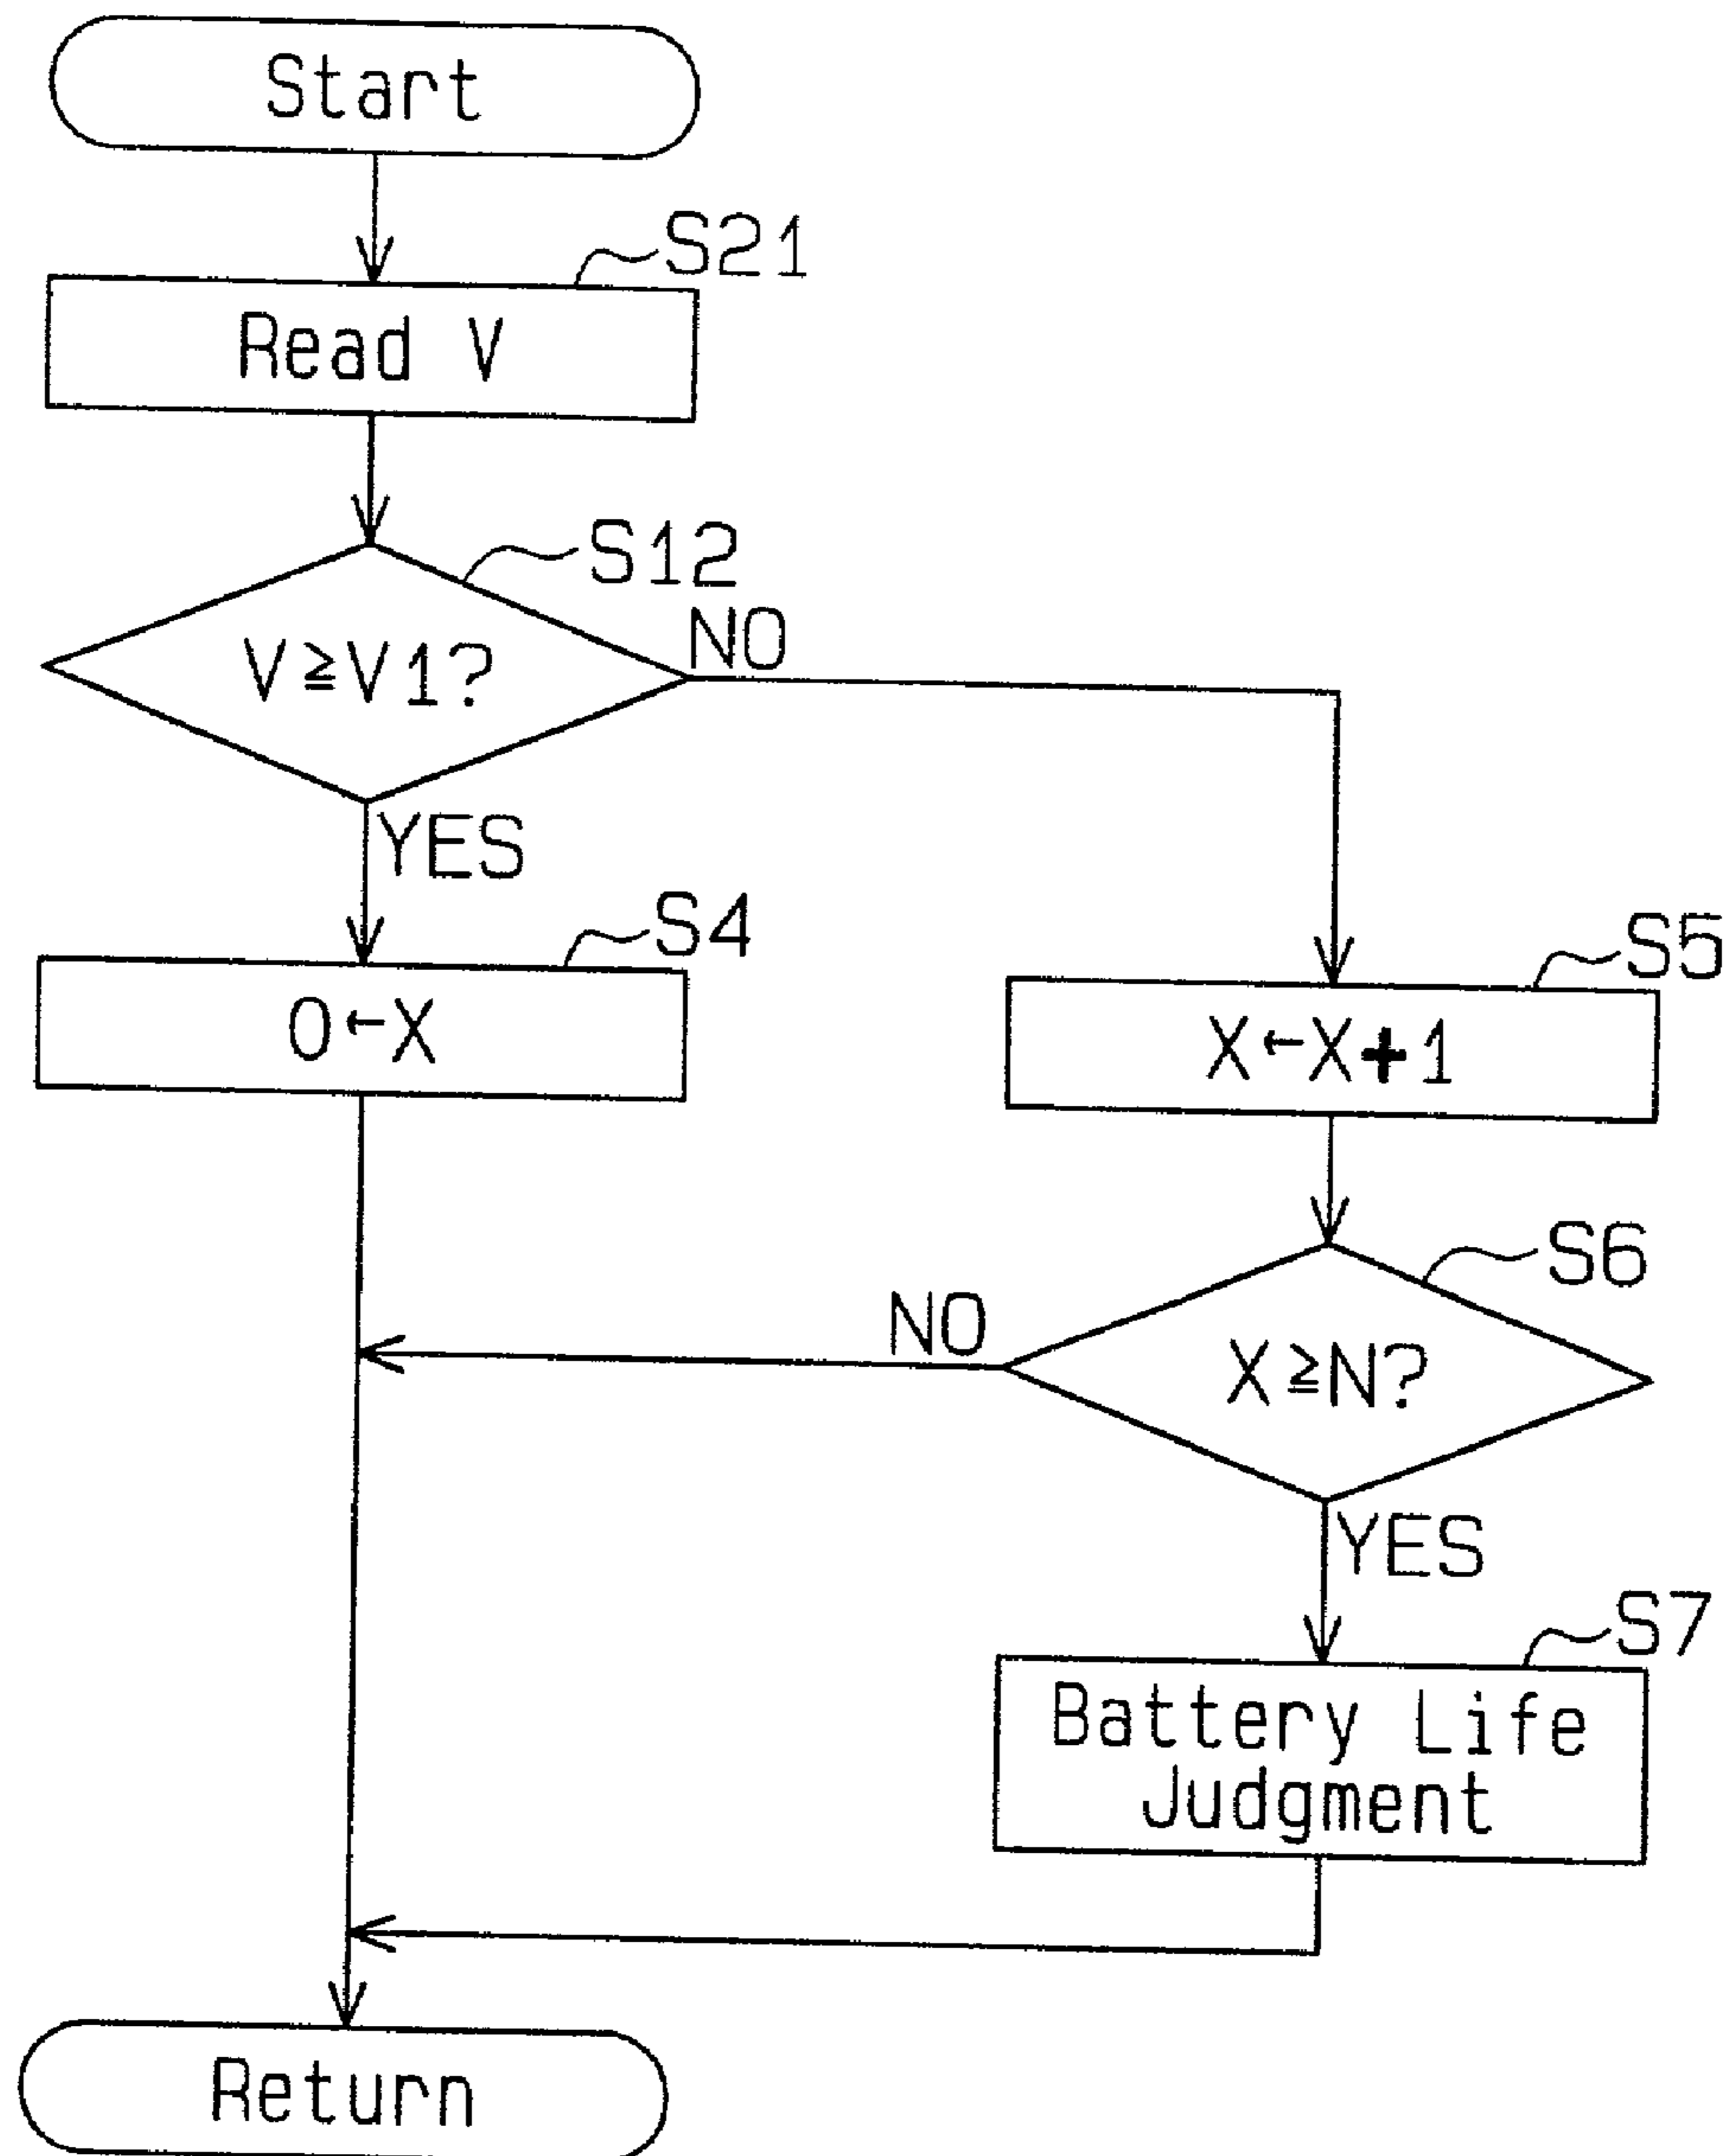 Start
S21
Read V
S12
V≧V1?
NO
YES
S4
0←X
S5
X←X+1
S6
NO
X≧N?
YES
S7
Battery Life
Judgment
Return